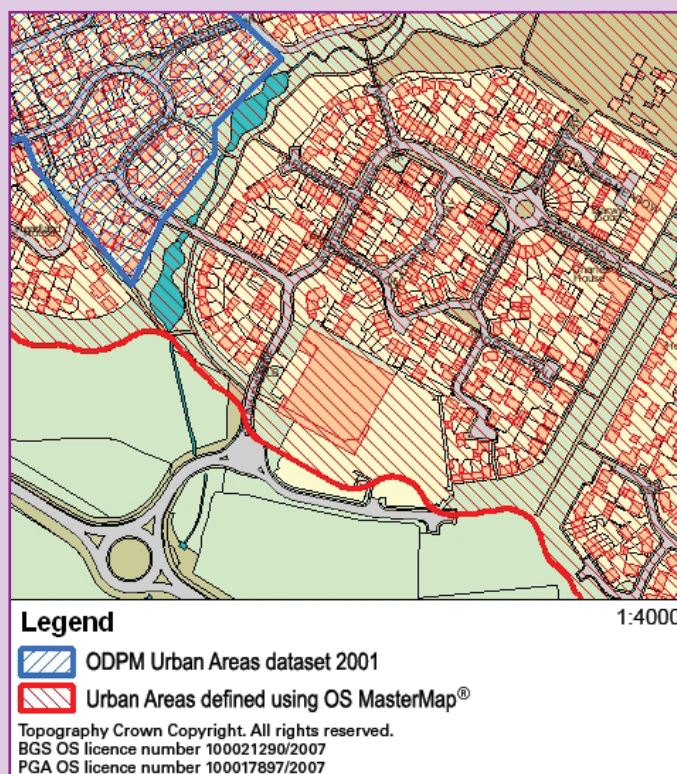 House
1:4000
Legend
ODPM Urban Areas dataset 2001
Urban Areas defined using OS MasterMap®
Topography Crown Copyright. All rights reserved.
BGS OS licence number 100021290/2007
PGA OS licence number 100017897/2007